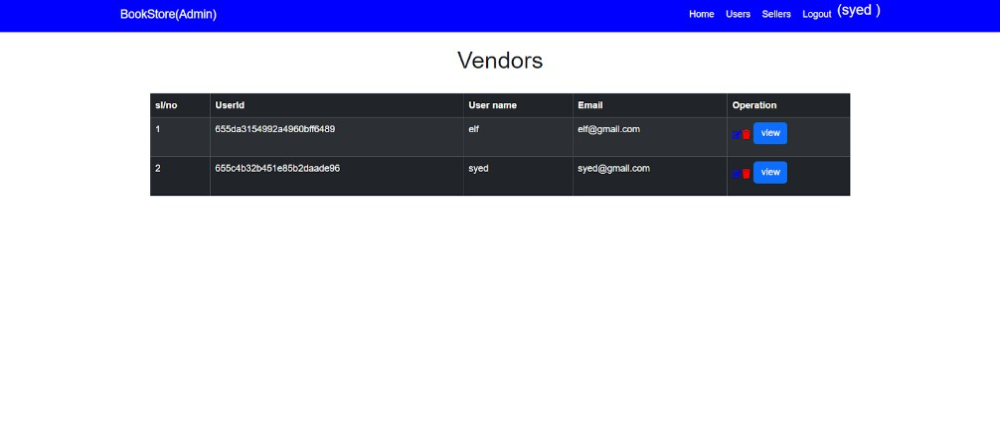 BookStore(Admin) Home Users Sellers Logout (syed )
Vendors
sl/no UserId User name Email Operation
1 655da3154992a4960bff6489 elf elf@gmail.com view
2 655c4b32b451e85b2daade96 syed syed@gmail.com view